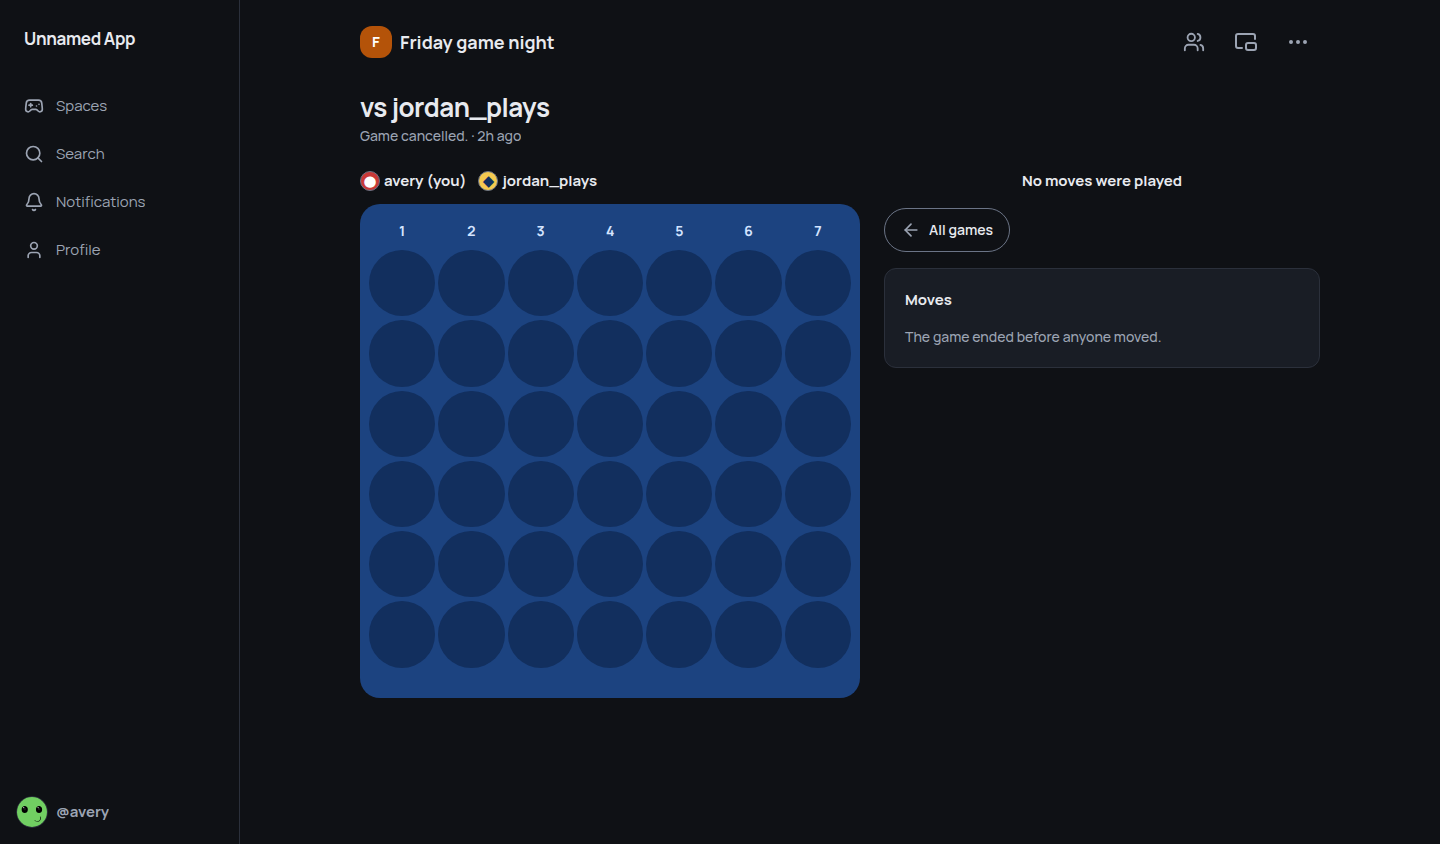 Unnamed App
Spaces
Search
Notifications
Profile
@avery
F Friday game night
vs jordan_plays
Game cancelled. · 2h ago
avery (you) jordan_plays
1 2 3 4 5 6 7
No moves were played
All games
Moves
The game ended before anyone moved.